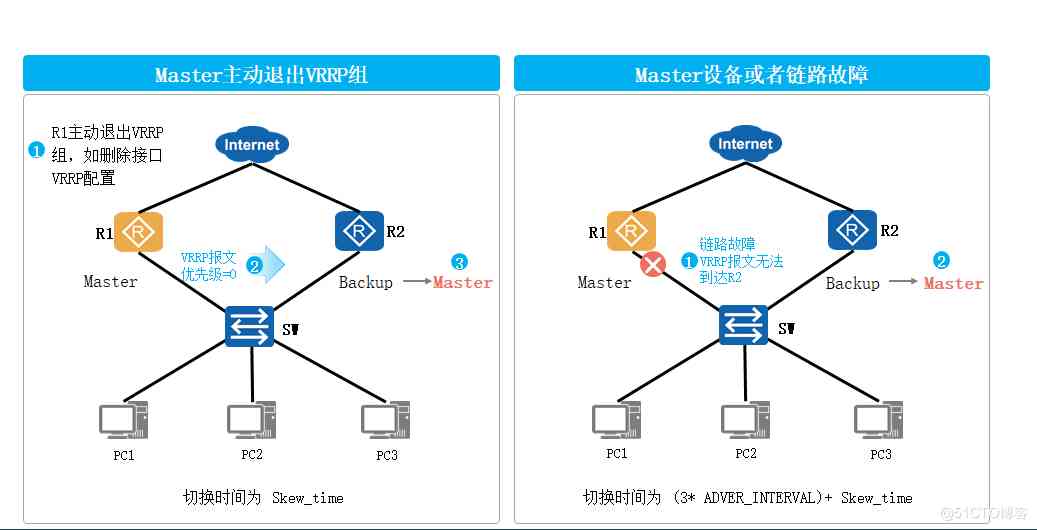 Master主动退出VRRP组
1
R1主动退出VRRP
组，如删除接口
VRRP配置
Internet
R1
R2
VRRP报文
优先级=0
2
3
Master
Backup
Master
SW
PC1
PC2
PC3
切换时间为 Skew_time
Master设备或者链路故障
Internet
R1
R2
1
链路故障
VRRP报文无法
到达R2
2
Master
Backup
Master
SW
PC1
PC2
PC3
切换时间为 (3* ADVER_INTERVAL)+ Skew_time
@51CTO博客